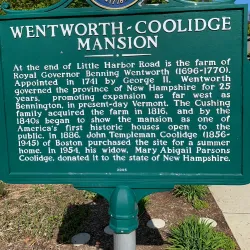 1776
WENTWORTH-COOLIDGE
MANSION
At the end of Little Harbor Road is the farm of
Royal Governor Benning Wentworth (1696-1770).
Appointed in 1741 by George II, Wentworth
governed the province of New Hampshire for 25
years, promoting expansion as far west as
Bennington, in present-day Vermont. The Cushing
family acquired the farm in 1816, and by the
1840s began to show the mansion as one of
America's first historic houses open to the
public. In 1886, John Templeman Coolidge (1856-
1945) of Boston purchased the site for a summer
home. In 1954, his widow, Mary Abigail Parsons
Coolidge, donated it to the state of New Hampshire.